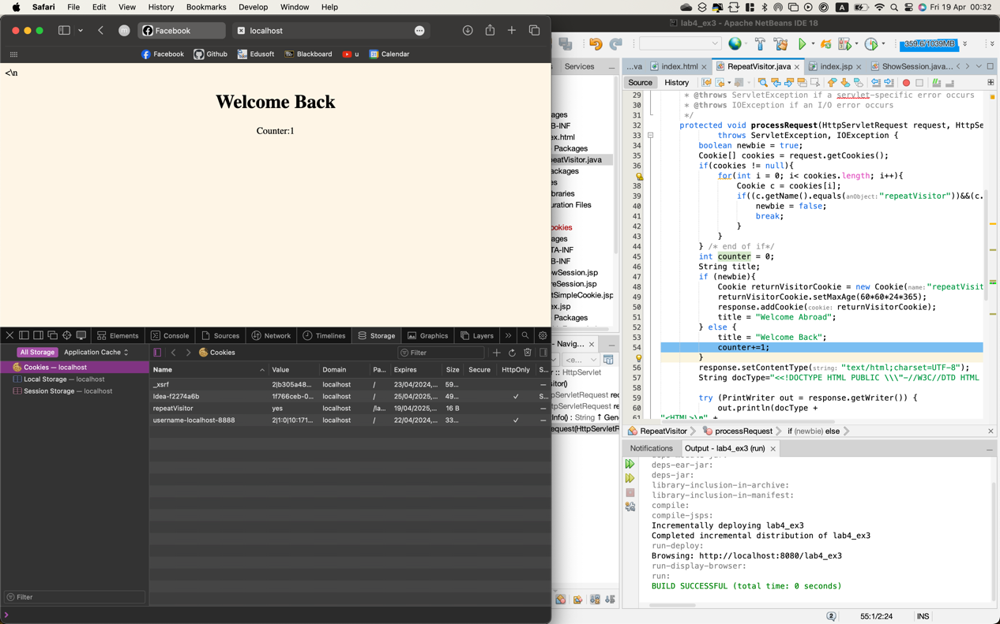 Safari File Edit View History Bookmarks Develop Window Help
A
Fri 19 Apr 00:32
m
Facebook
localhost
Facebook Github Edusoft Blackboard u Calendar
<\n
Welcome Back
Counter:1
Elements Console Sources Network Timelines Storage Graphics Layers
All Storage Application Cache
Cookies
Filter
Cookies — localhost
Local Storage — localhost
Session Storage — localhost
Name Value Domain Pa... Expires Size Secure HttpOnly S...
_xsrf 2|b305a48... localhost / 23/04/2024,... 59... —
Idea-f2274a6b 1f766ceb-0... localhost / 25/04/2025,... 49... ✓ S...
repeatVisitor yes localhost /la... 19/04/2025,... 16 B —
username-localhost-8888 2|1:0|10:171... localhost / 22/04/2024,... 33... ✓ —
Filter
lab4_ex3 - Apache NetBeans IDE 18
359.6/1039MB
Services
...va index.html RepeatVisitor.java index.jsp ShowSession.java
Source History
ages
B-INF
ex.html
Packages
peatVisitor.java
ackages
es
braries
uration Files
ookies
ages
TA-INF
B-INF
owSession.jsp
reSession.jsp
tSimpleCookie.jsp
ex.jsp
Packages
29 * @throws ServletException if a servlet-specific error occurs
30 * @throws IOException if an I/O error occurs
31 */
32 protected void processRequest(HttpServletRequest request, HttpSe
33 throws ServletException, IOException {
34 boolean newbie = true;
35 Cookie[] cookies = request.getCookies();
36 if(cookies != null){
for(int i = 0; i< cookies.length; i++){
38 Cookie c = cookies[i];
39 if((c.getName().equals(anObject:"repeatVisitor"))&&(c.
40 newbie = false;
41 break;
42 }
43 }
44 } /* end of if*/
45 int counter = 0;
46 String title;
47 if (newbie){
48 Cookie returnVisitorCookie = new Cookie(name:"repeatVisit
49 returnVisitorCookie.setMaxAge(60*60*24*365);
50 response.addCookie(cookie: returnVisitorCookie);
51 title = "Welcome Abroad";
52 } else {
53 title = "Welcome Back";
54 counter+=1;
}
56 response.setContentType(string: "text/html;charset=UTF-8");
57 String docType="<<!DOCTYPE HTML PUBLIC \\\"-//W3C//DTD HTML
58
59 try (PrintWriter out = response.getWriter()) {
60 out.println(docType +
61 "<HTML>\n" +
- Navig...
<e...
:: HttpServlet
sitor()
ttpServletRequest re
ttpServletRequest re
Info() : String ↑ Gen
equest(HttpServletR
RepeatVisitor processRequest if (newbie) else
Notifications Output - lab4_ex3 (run)
deps-ear-jar:
deps-jar:
library-inclusion-in-archive:
library-inclusion-in-manifest:
compile:
compile-jsps:
Incrementally deploying lab4_ex3
Completed incremental distribution of lab4_ex3
run-deploy:
Browsing: http://localhost:8080/lab4_ex3
run-display-browser:
run:
BUILD SUCCESSFUL (total time: 0 seconds)
2 55:1/2:24 INS